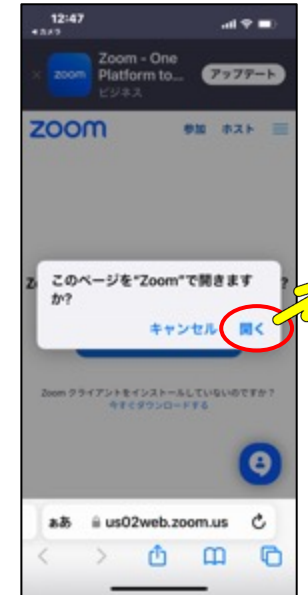 12:47
◀カメラ
Zoom - One
Platform to...
ビジネス
アップデート
zoom
zoom
参加 ホスト
このページを"Zoom"で開きます
か?
キャンセル 開く
Zoom クライアントをインストールしていないのですか?
今すぐダウンロードする
ぁあ us02web.zoom.us